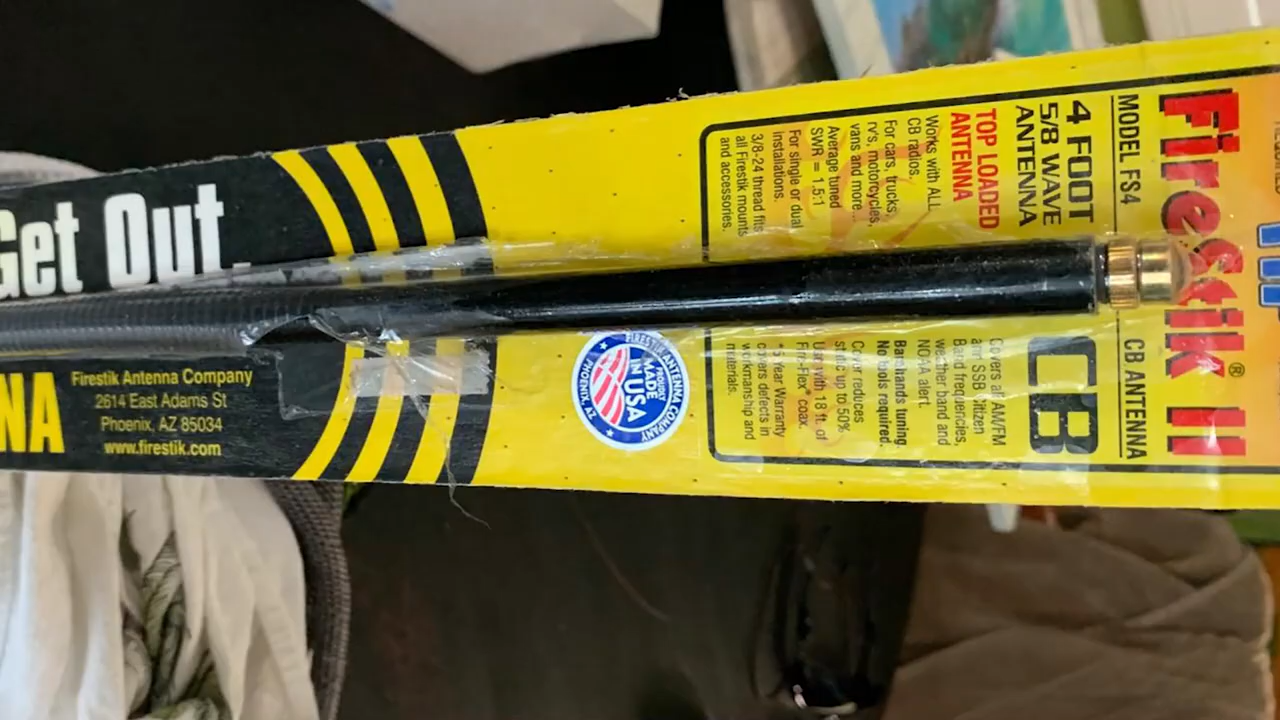 Firestik II®
MODEL FS4
CB ANTENNA
4 FOOT
5/8 WAVE
ANTENNA
TOP LOADED
ANTENNA
Works with ALL
CB radios.
For cars, trucks,
rv's, motorcycles,
vans and more...
Average tuned
SWR = 1.5:1
For single or dual
installations.
3/8-24 thread fits
all Firestik mounts
and accessories.
CB
Covers all AM/FM
and SSB Citizen
Band frequencies,
weather band and
NOAA alert.
Barehands tuning.
No tools required.
Cover reduces
static up to 50%
Use with 18 ft. of
Fire-Flex® coax.
* 5 year Warranty
covers defects in
workmanship and
materials.
FIRESTIK ANTENNA COMPANY
PROUDLY
MADE
IN USA
PHOENIX, AZ
Get Out.
NA
Firestik Antenna Company
2614 East Adams St
Phoenix, AZ 85034
www.firestik.com